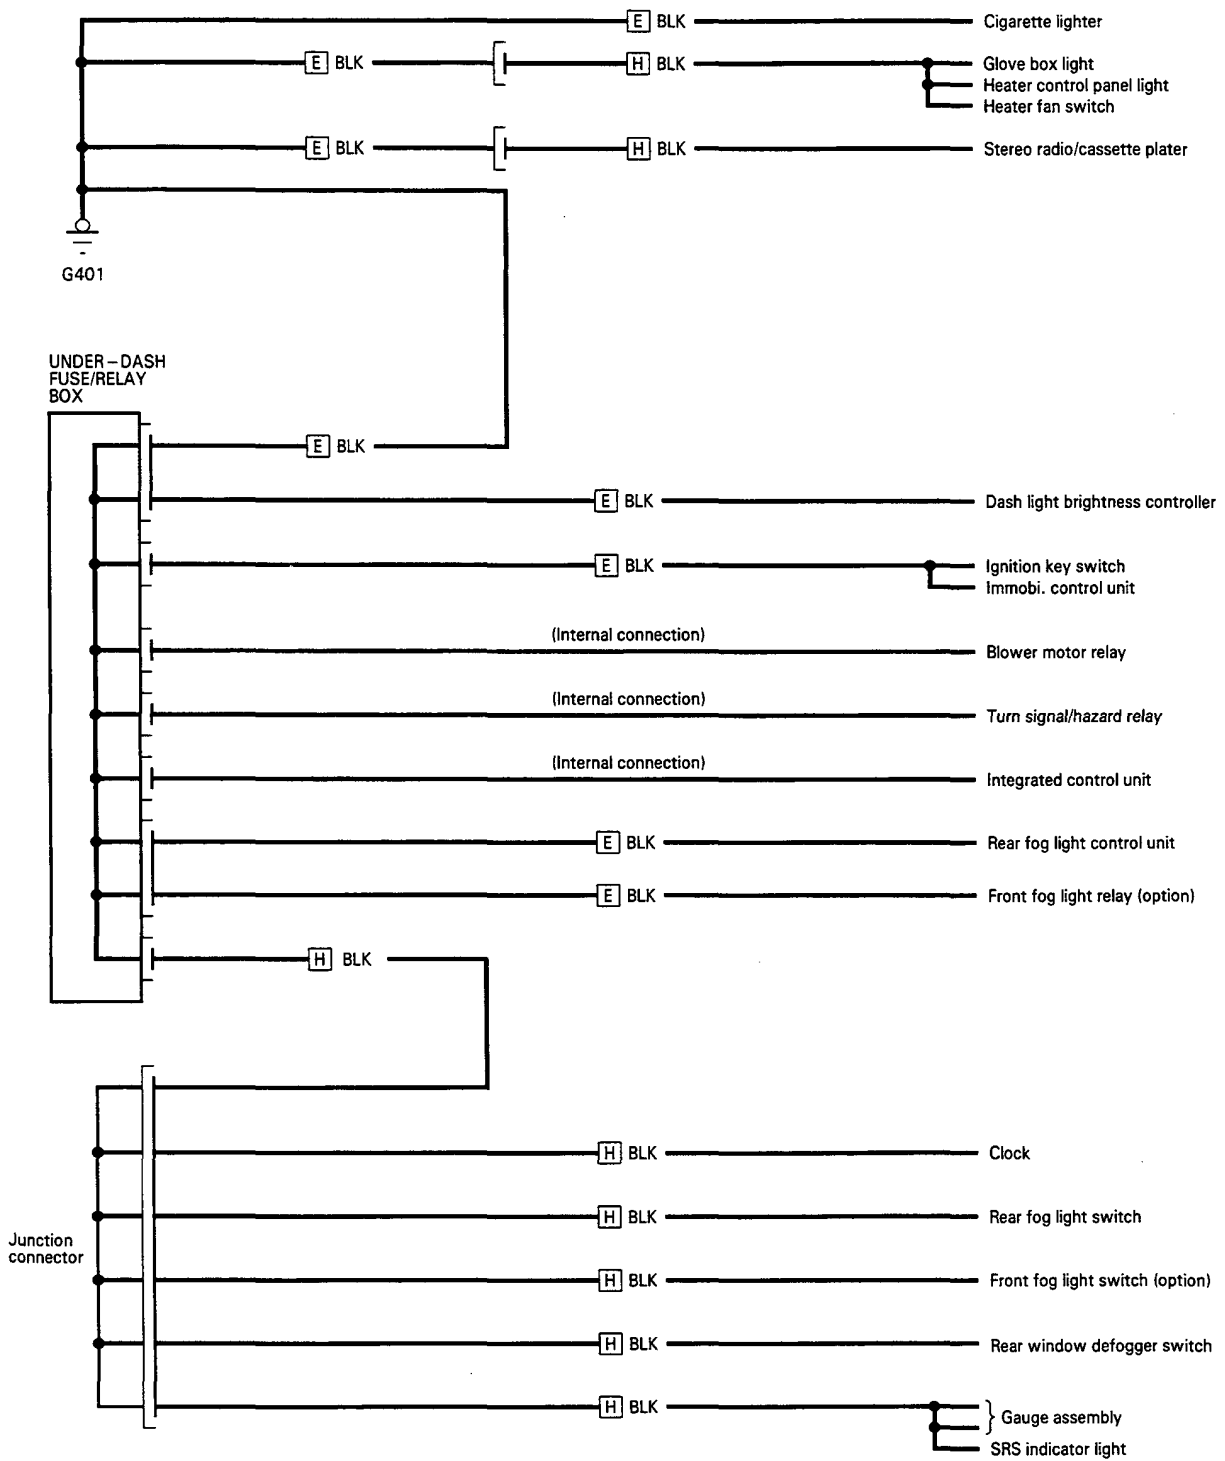 E BLK Cigarette lighter
E BLK H BLK Glove box light
Heater control panel light
Heater fan switch
E BLK H BLK Stereo radio/cassette plater
G401
UNDER–DASH
FUSE/RELAY
BOX
E BLK
E BLK Dash light brightness controller
E BLK Ignition key switch
Immobi. control unit
(Internal connection)
Blower motor relay
(Internal connection)
Turn signal/hazard relay
(Internal connection)
Integrated control unit
E BLK Rear fog light control unit
E BLK Front fog light relay (option)
H BLK
H BLK Clock
H BLK Rear fog light switch
Junction
connector
H BLK Front fog light switch (option)
H BLK Rear window defogger switch
H BLK
Gauge assembly
SRS indicator light